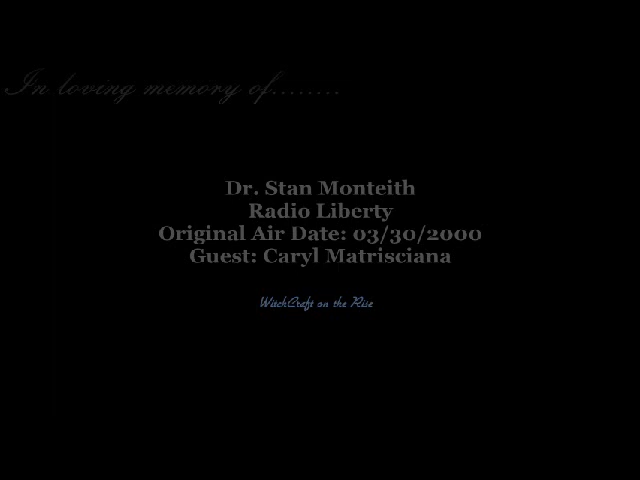 In loving memory of........
Dr. Stan Monteith
Radio Liberty
Original Air Date: 03/30/2000
Guest: Caryl Matrisciana
WitchCraft on the Rise